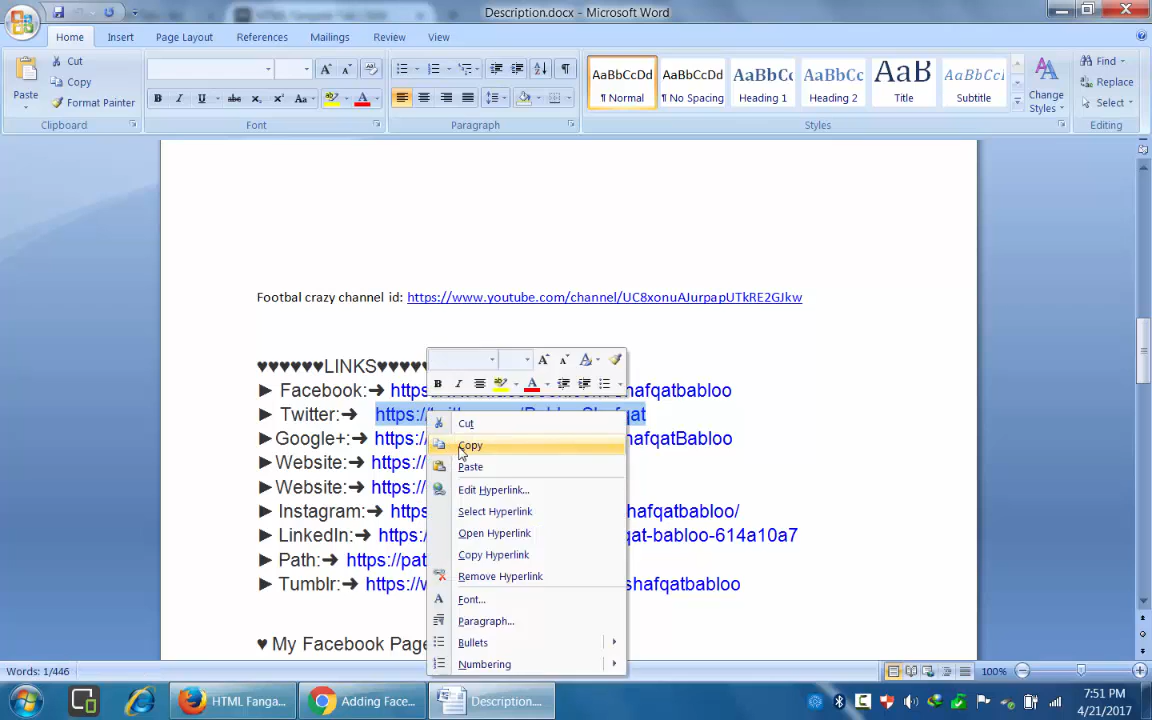 Description.docx - Microsoft Word
Home Insert Page Layout References Mailings Review View
Paste
Cut
Copy
Format Painter
Clipboard
Font
Paragraph
AaBbCcDd AaBbCcDd AaBbCc AaBbCc AaB AaBbCcI
¶ Normal ¶ No Spacing Heading 1 Heading 2 Title Subtitle
Change Styles
Styles
Find
Replace
Select
Editing
Footbal crazy channel id: https://www.youtube.com/channel/UC8xonuAJurpapUTkRE2GJkw
♥♥♥♥♥♥LINKS♥♥♥♥♥
► Facebook:➜ https:/ hafqatbabloo
► Twitter:➜ https:/
►Google+:➜ https:/ hafqatBabloo
► Website:➜ https:/
► Website:➜ https:/
► Instagram:➜ https: hafqatbabloo/
► LinkedIn:➜ https:/ qat-babloo-614a10a7
► Path:➜ https://pat
► Tumblr:➜ https://w shafqatbabloo
♥ My Facebook Page
Cut
Copy
Paste
Edit Hyperlink...
Select Hyperlink
Open Hyperlink
Copy Hyperlink
Remove Hyperlink
Font...
Paragraph...
Bullets
Numbering
Words: 1/446
100%
HTML Fanga...
Adding Face...
Description....
7:51 PM
4/21/2017